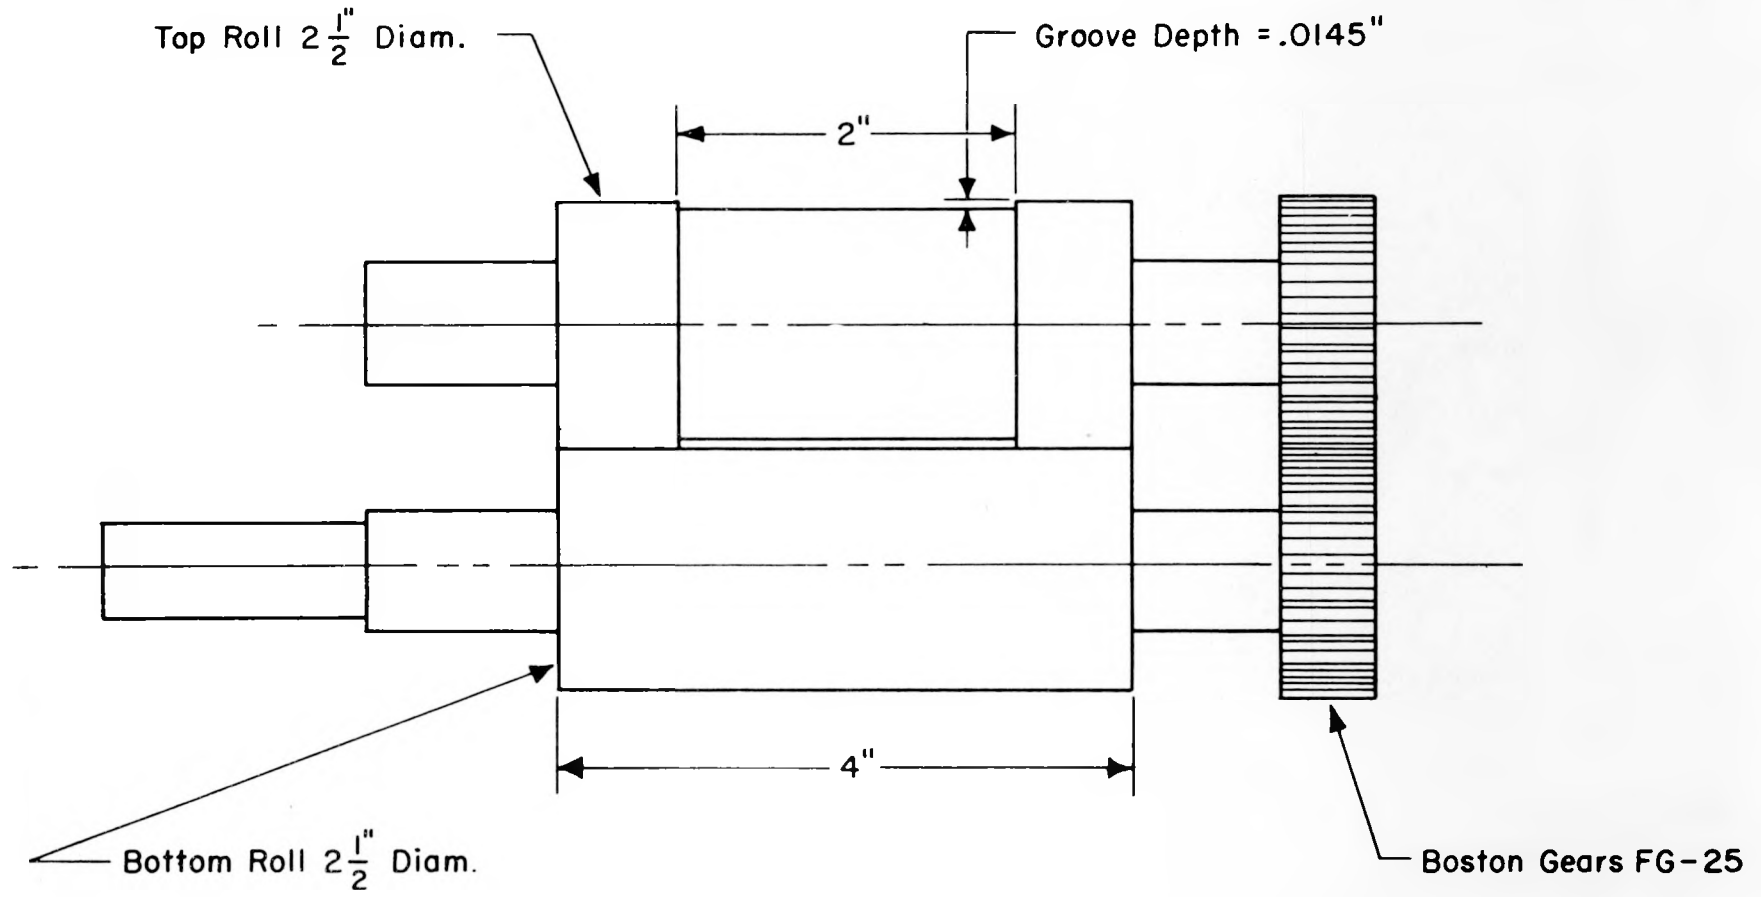 Top Roll 2 1/2" Diam.
Groove Depth = .0145"
2"
4"
Bottom Roll 2 1/2" Diam.
Boston Gears FG-25